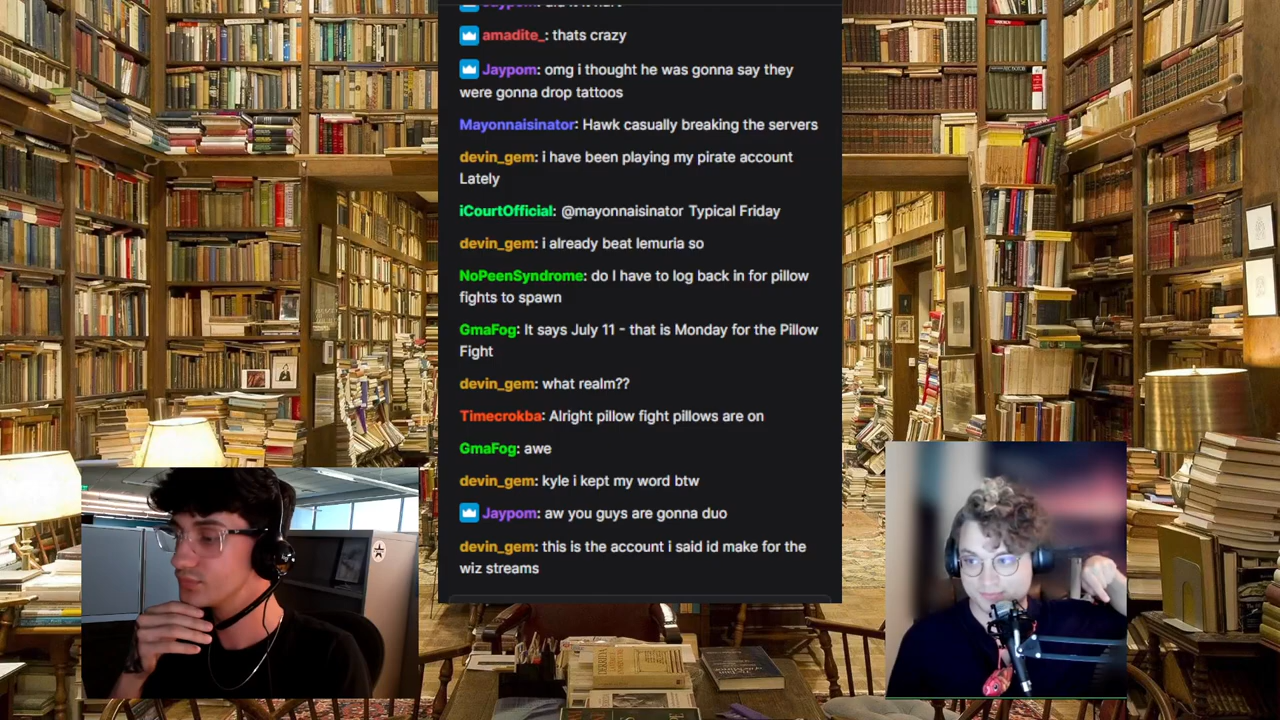 amadite_: thats crazy
Jaypom: omg i thought he was gonna say they
were gonna drop tattoos
Mayonnaisinator: Hawk casually breaking the servers
devin_gem: i have been playing my pirate account
Lately
iCourtOfficial: @mayonnaisinator Typical Friday
devin_gem: i already beat lemuria so
NoPeenSyndrome: do I have to log back in for pillow
fights to spawn
GmaFog: It says July 11 - that is Monday for the Pillow
Fight
devin_gem: what realm??
Timecrokba: Alright pillow fight pillows are on
GmaFog: awe
devin_gem: kyle i kept my word btw
Jaypom: aw you guys are gonna duo
devin_gem: this is the account i said id make for the
wiz streams